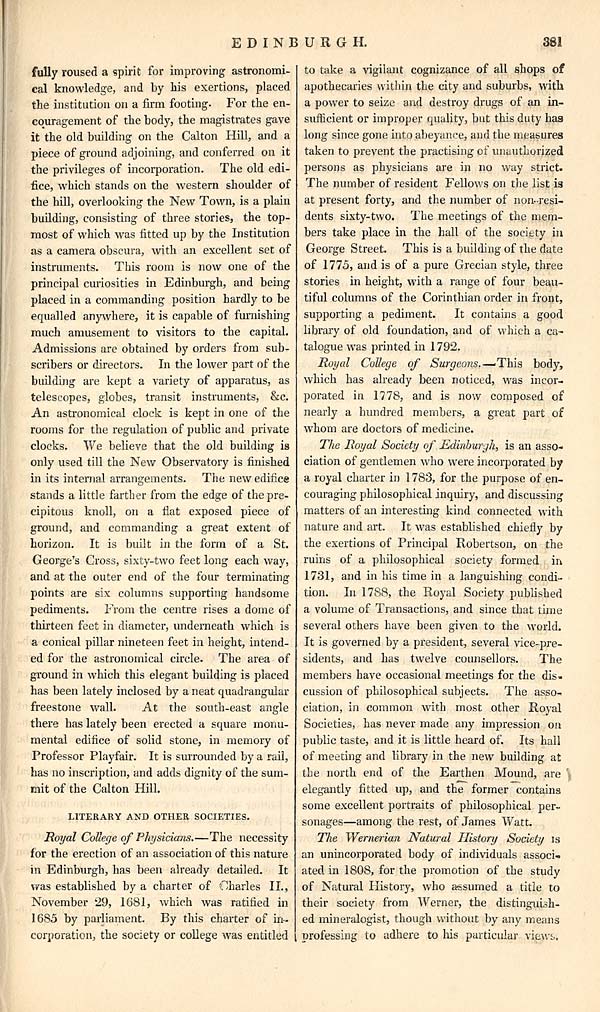 EDINBURGH. 381
fully roused a spirit for improving astronomi-
cal knowledge, and by his exertions, placed
the institution on a firm footing. For the en-
couragement of the body, the magistrates gave
it the old building on the Calton Hill, and a
piece of ground adjoining, and conferred on it
the privileges of incorporation. The old edi-
fice, which stands on the western shoulder of
the hill, overlooking the New Town, is a plain
building, consisting of three stories, the top-
most of which was fitted up by the Institution
as a camera obscura, with an excellent set of
instruments. This room is now one of the
principal curiosities in Edinburgh, and being
placed in a commanding position hardly to be
equalled anywhere, it is capable of furnishing
much amusement to visitors to the capital.
Admissions are obtained by orders from sub-
scribers or directors. In the lower part of the
building are kept a variety of apparatus, as
telescopes, globes, transit instruments, &c.
An astronomical clock is kept in one of the
rooms for the regulation of public and private
clocks. We believe that the old building is
only used till the New Observatory is finished
in its internal arrangements. The new edifice
stands a little farther from the edge of the pre-
cipitous knoll, on a flat exposed piece of
ground, and commanding a great extent of
horizon. It is built in the form of a St.
George's Cross, sixty-two feet long each way,
and at the outer end of the four terminating
points are six columns supporting handsome
pediments. From the centre rises a dome of
thirteen feet in diameter, underneath which is
a conical pillar nineteen feet in height, intend-
ed for the astronomical circle. The area of
ground in which this elegant building is placed
has been lately inclosed by a neat quadrangular
freestone wall. At the south-east angle
there has lately been erected a square monu-
mental edifice of solid stone, in memory of
Professor Playfair. It is surrounded by a rail,
has no inscription, and adds dignity of the sum-
mit of the Calton Hill.
LITERARY AND OTHER SOCIETIES.
Royal College of Physicians.—The necessity
for the erection of an association of this nature
in Edinburgh, has been already detailed. It
was established by a charter of Charles II.,
November 29, 1681, which was ratified in
1685 by parliament. By this charter of in-
corporation, the society or college was entitled
to take a vigilant cognizance of all shops of
apothecaries within the city and suburbs, with
a power to seize and destroy drugs of an in-
sufficient or improper quality, but this duty has
long since gone into abeyance, and the measures
taken to prevent the practising of unauthorized
persons as physicians are in no way strict.
The number of resident Fellows on the list is
at present forty, and the number of non-resi-
dents sixty-two. The meetings of the mem-
bers take place in the hall of the society in
George Street. This is a building of the date
of 1775, and is of a pure Grecian style, three
stories in height, with a range of four beau-
tiful columns of the Corinthian order in front,
supporting a pediment. It contains a good
library of old foundation, and of which a ca-
talogue was printed in 1792.
Royal College of Surgeons.—This body,
which has already been noticed, was incor-
porated in 1778, and is now composed of
nearly a hundred members, a great part of
whom are doctors of medicine.
The Royal Society of Edinburgh, is an asso-
ciation of gentlemen who were incorporated by
a royal charter in 1783, for the purpose of en-
couraging philosophical inquiry, and discussing
matters of an interesting kind connected with
nature and art. It was established chiefly by
the exertions of Principal Robertson, on the
ruins of a philosophical society formed in
1731, and in his time in a languishing condi-
tion. In 1788, the Royal Society published
a volume of Transactions, and since that time
several others have been given to the world.
It is governed by a president, several vice-pre-
sidents, and has twelve counsellors. The
members have occasional meetings for the dis-
cussion of philosophical subjects. The asso-
ciation, in common with most other Royal
Societies, has never made any impression on
public taste, and it is little heard of. Its hall
of meeting and library in the new building at
the north end of the Earthen Mound, are
elegantly fitted up, and the former contains
some excellent portraits of philosophical per-
sonages—among the rest, of James Watt.
The Wernerian Natural History Society is
an unincorporated body of individuals associ-
ated in 1808, for the promotion of the study
of Natural History, who assumed a title to
their society from Werner, the distinguish-
ed mineralogist, though without by any means
professing to adhere to his particular views.